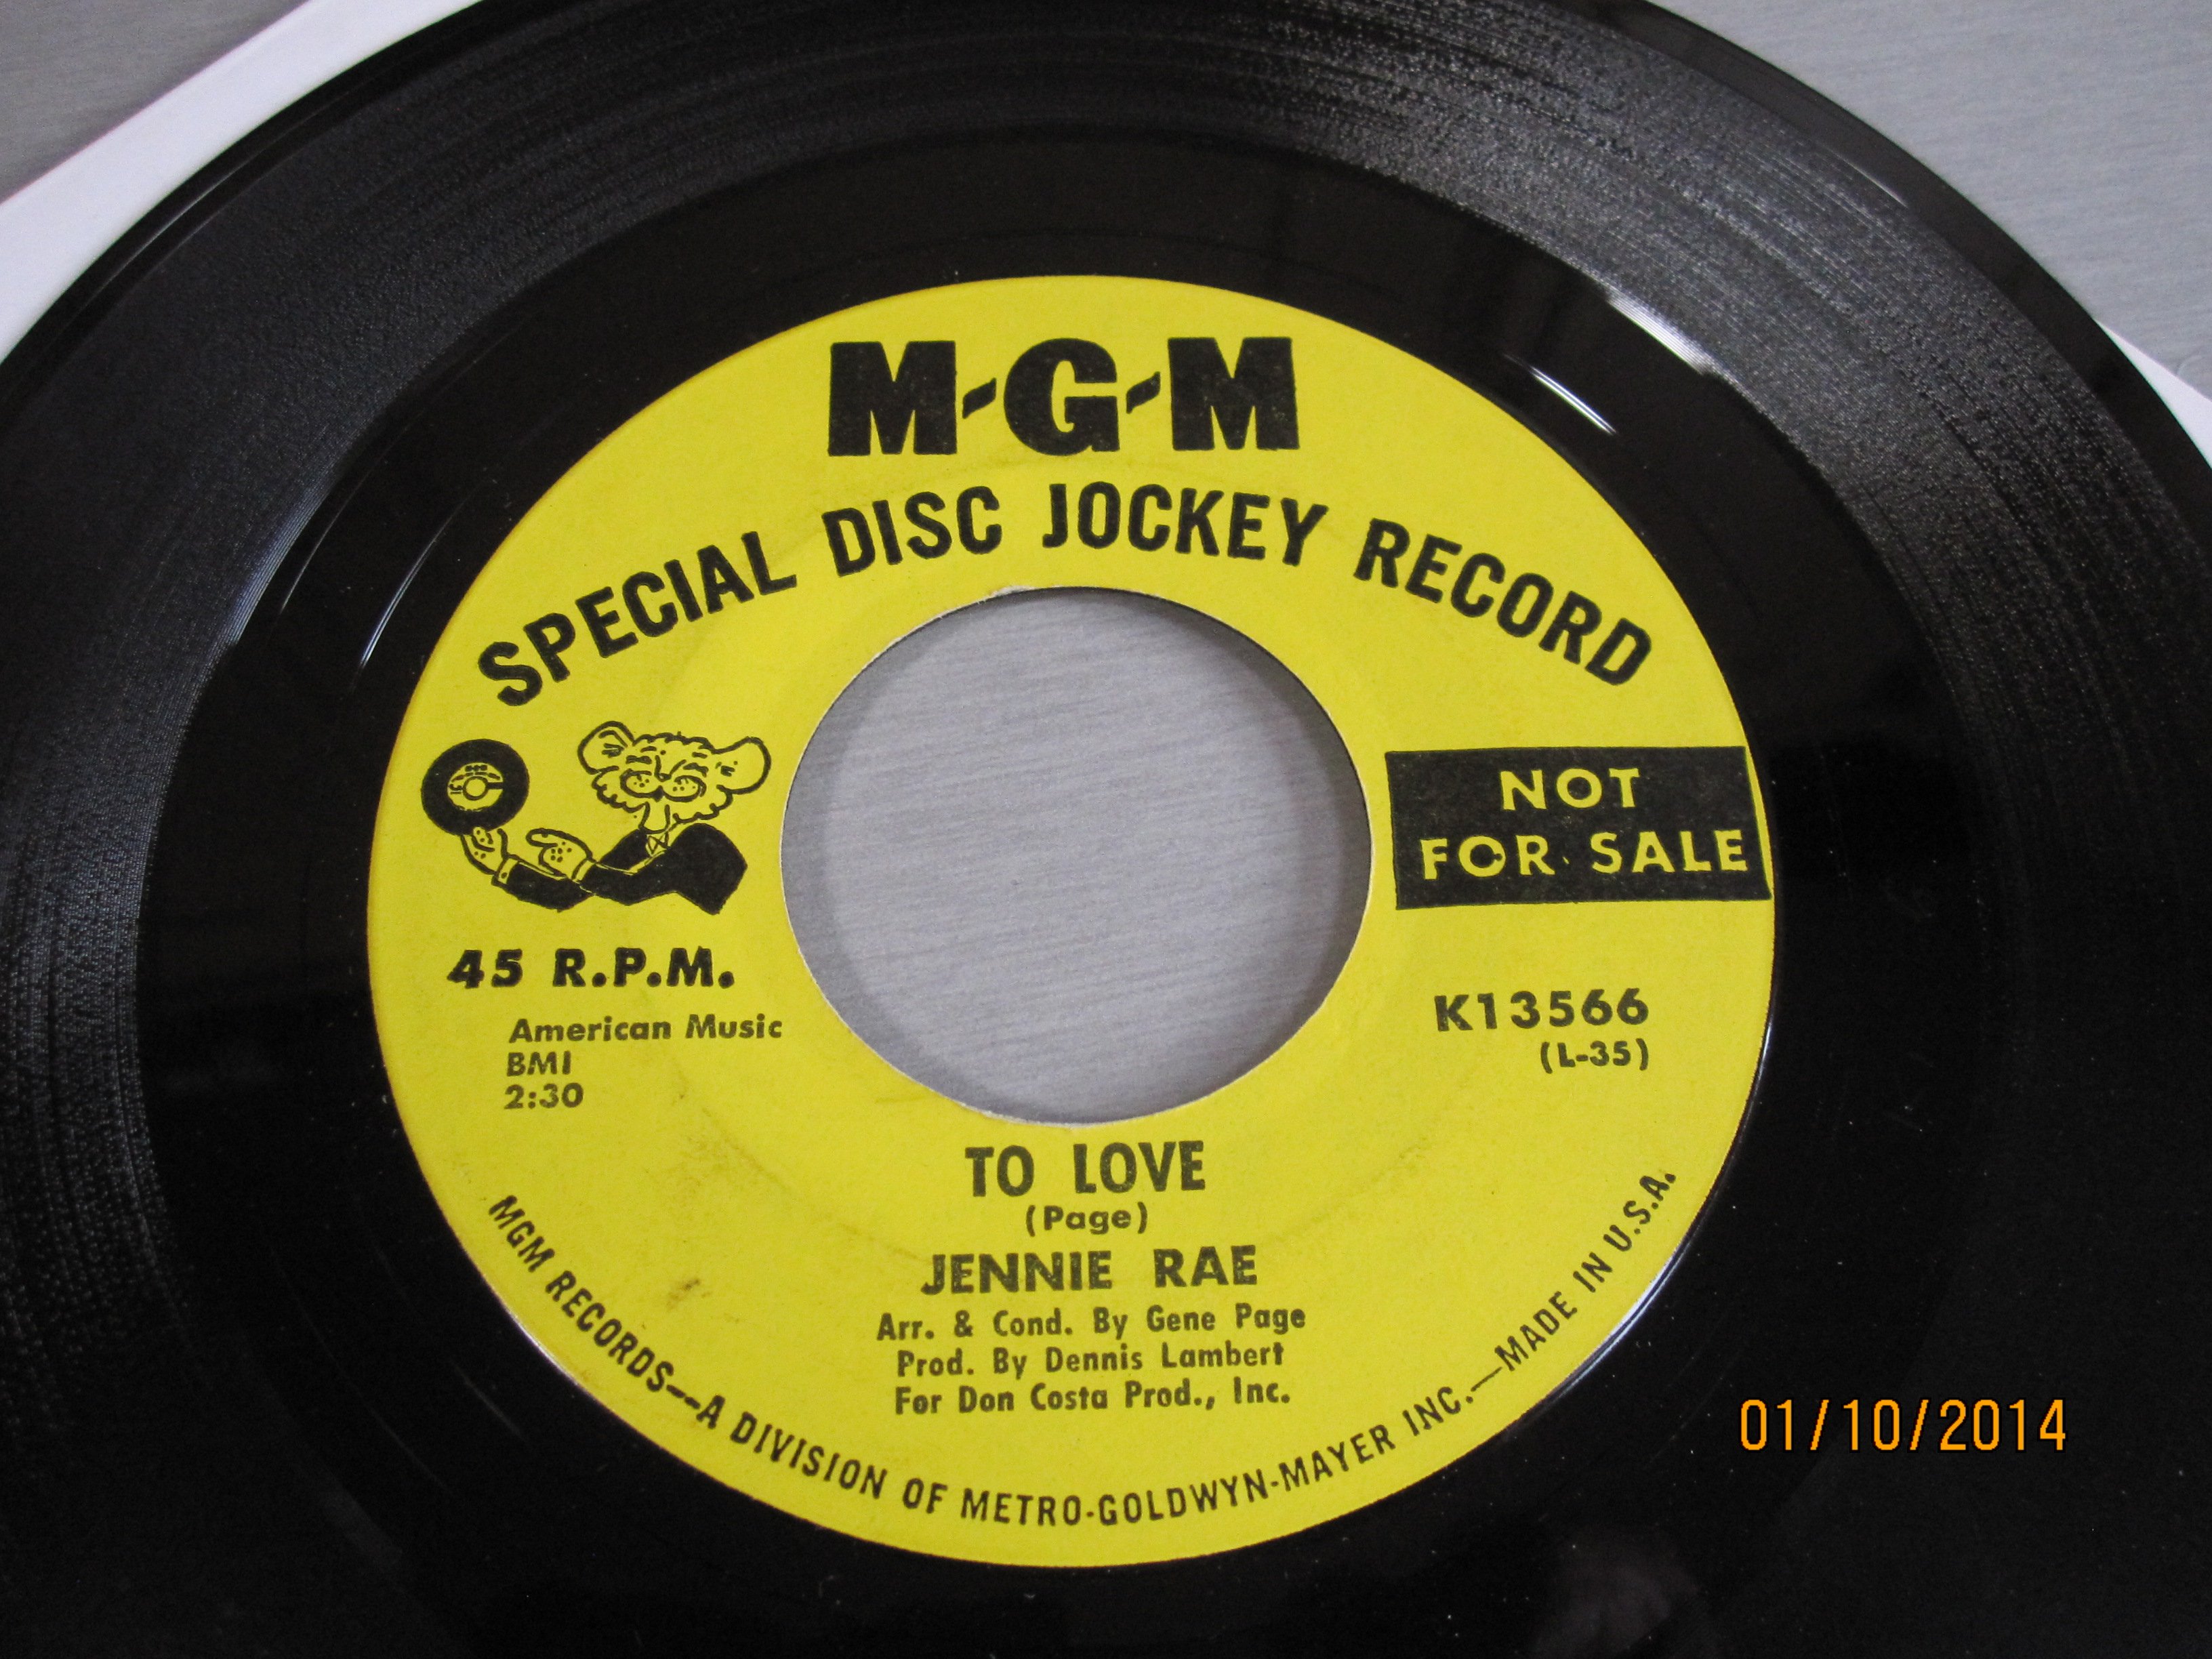 M-G-M
SPECIAL DISC JOCKEY RECORD
NOT
FOR SALE
45 R.P.M.
American Music
BMI
2:30
K13566
(L-35)
TO LOVE
(Page)
JENNIE RAE
Arr. & Cond. By Gene Page
Prod. By Dennis Lambert
For Don Costa Prod., Inc.
MGM RECORDS--A DIVISION OF METRO-GOLDWYN-MAYER INC.—MADE IN U.S.A.
01/10/2014